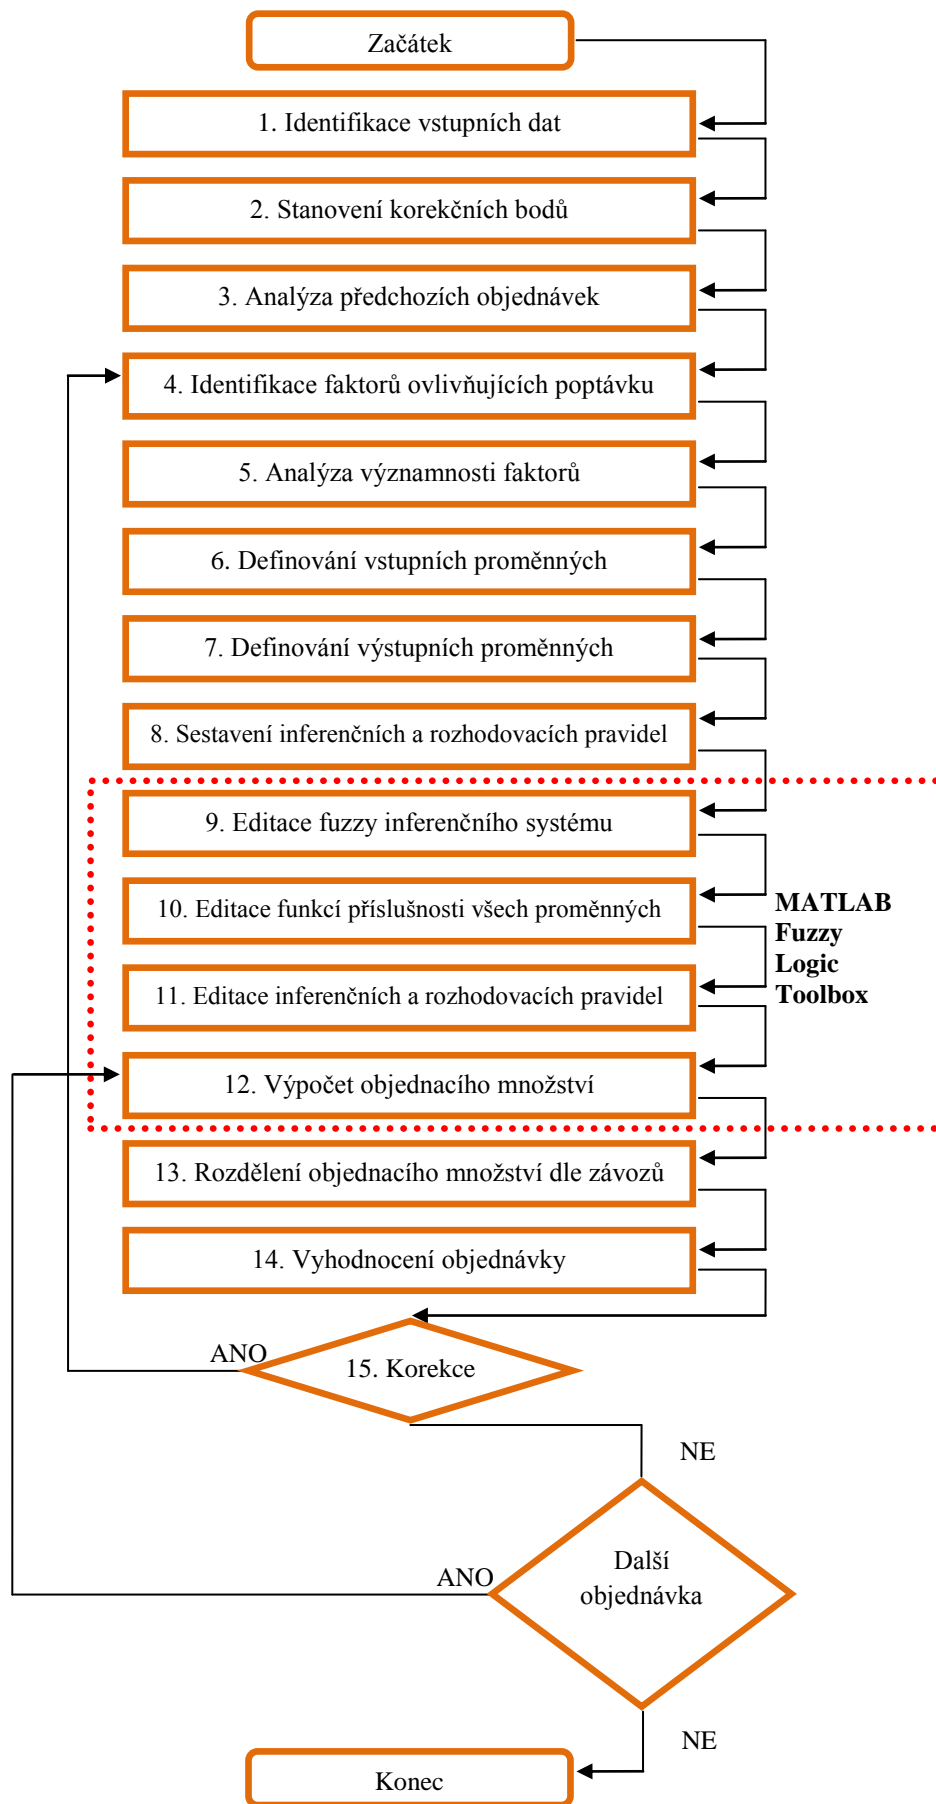 Začátek
1. Identifikace vstupních dat
2. Stanovení korekčních bodů
3. Analýza předchozích objednávek
4. Identifikace faktorů ovlivňujících poptávku
5. Analýza významnosti faktorů
6. Definování vstupních proměnných
7. Definování výstupních proměnných
8. Sestavení inferenčních a rozhodovacích pravidel
9. Editace fuzzy inferenčního systému
10. Editace funkcí příslušnosti všech proměnných
MATLAB
Fuzzy
Logic
Toolbox
11. Editace inferenčních a rozhodovacích pravidel
12. Výpočet objednacího množství
13. Rozdělení objednacího množství dle závozů
14. Vyhodnocení objednávky
ANO
15. Korekce
NE
Další
objednávka
ANO
NE
Konec